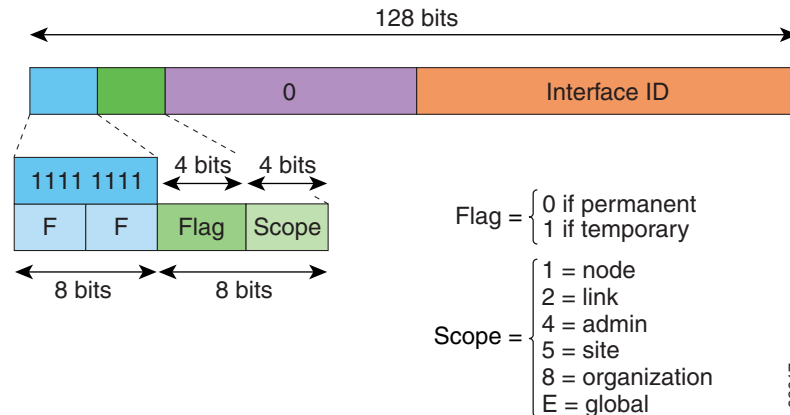 128 bits
0 Interface ID
1111 1111
4 bits 4 bits
F F Flag Scope
8 bits 8 bits
Flag = 0 if permanent
1 if temporary
Scope = 1 = node
2 = link
4 = admin
5 = site
8 = organization
E = global